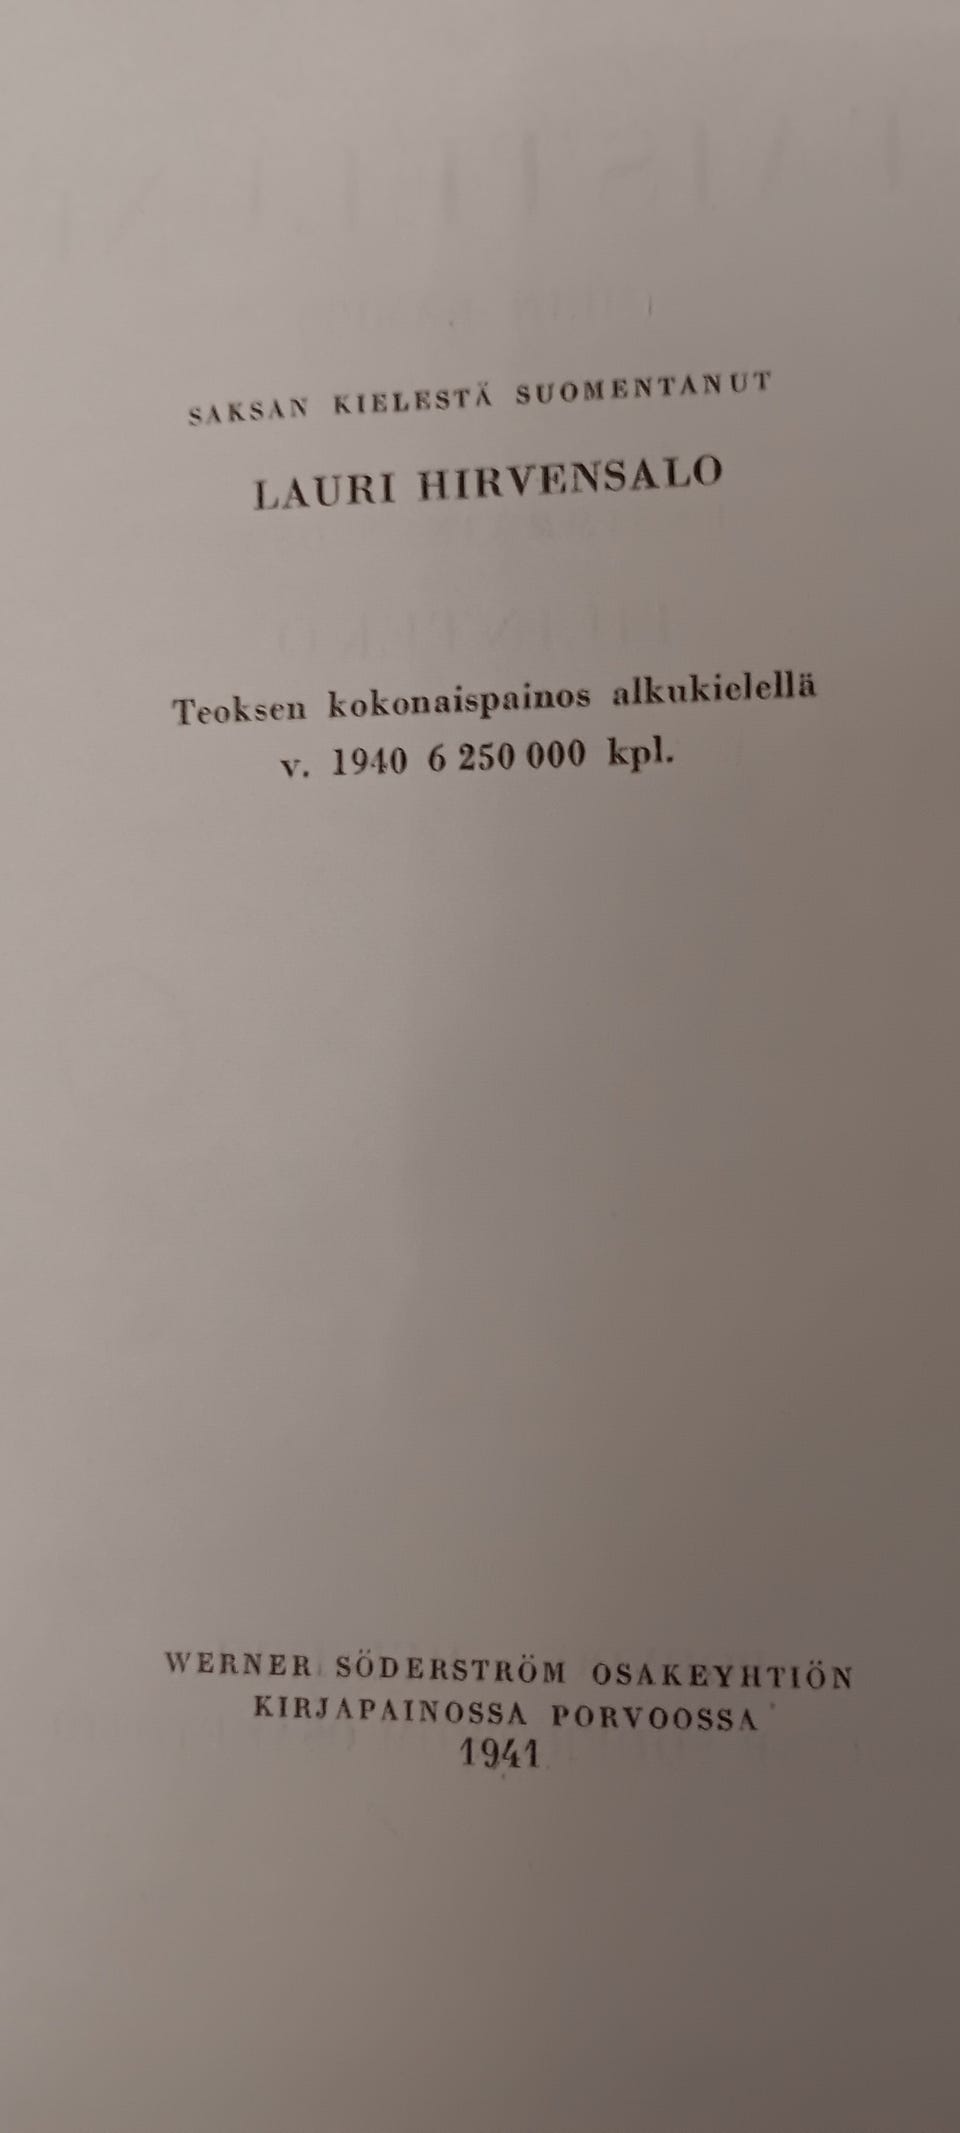 SAKSAN KIELESTÄ SUOMENTANUT
LAURI HIRVENSALO
Teoksen kokonaispainos alkukielellä
v. 1940 6 250 000 kpl.
WERNER SÖDERSTRÖM OSAKEYHTIÖN
KIRJAPAINOSSA PORVOOSSA
1941